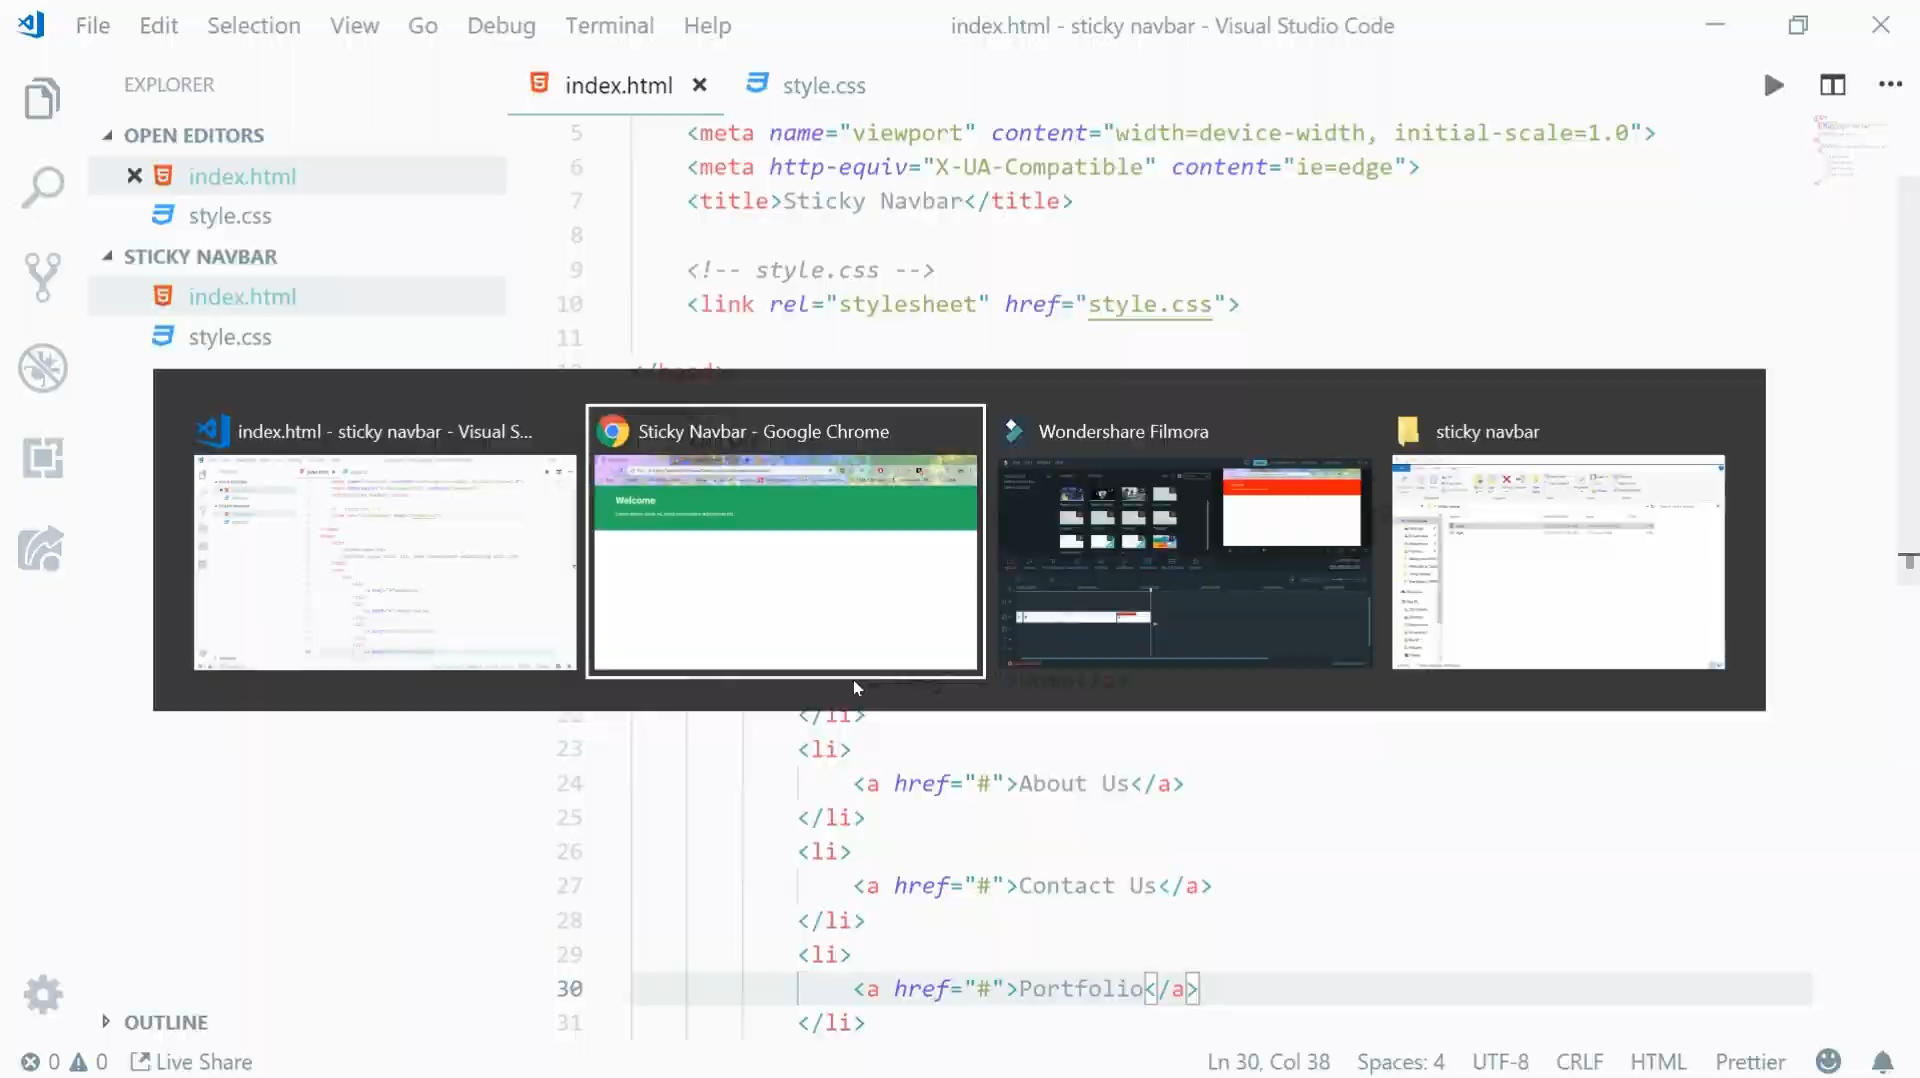 File Edit Selection View Go Debug Terminal Help index.html - sticky navbar - Visual Studio Code
EXPLORER
index.html
style.css
OPEN EDITORS
index.html
style.css
STICKY NAVBAR
index.html
style.css
5 <meta name="viewport" content="width=device-width, initial-scale=1.0">
6 <meta http-equiv="X-UA-Compatible" content="ie=edge">
7 <title>Sticky Navbar</title>
8
9 <!-- style.css -->
10 <link rel="stylesheet" href="style.css">
11
index.html - sticky navbar - Visual S...
Sticky Navbar - Google Chrome
Wondershare Filmora
sticky navbar
Welcome
</li>
23 <li>
24 <a href="#">About Us</a>
25 </li>
26 <li>
27 <a href="#">Contact Us</a>
28 </li>
29 <li>
30 <a href="#">Portfolio</a>
31 </li>
OUTLINE
0 0 Live Share Ln 30, Col 38 Spaces: 4 UTF-8 CRLF HTML Prettier